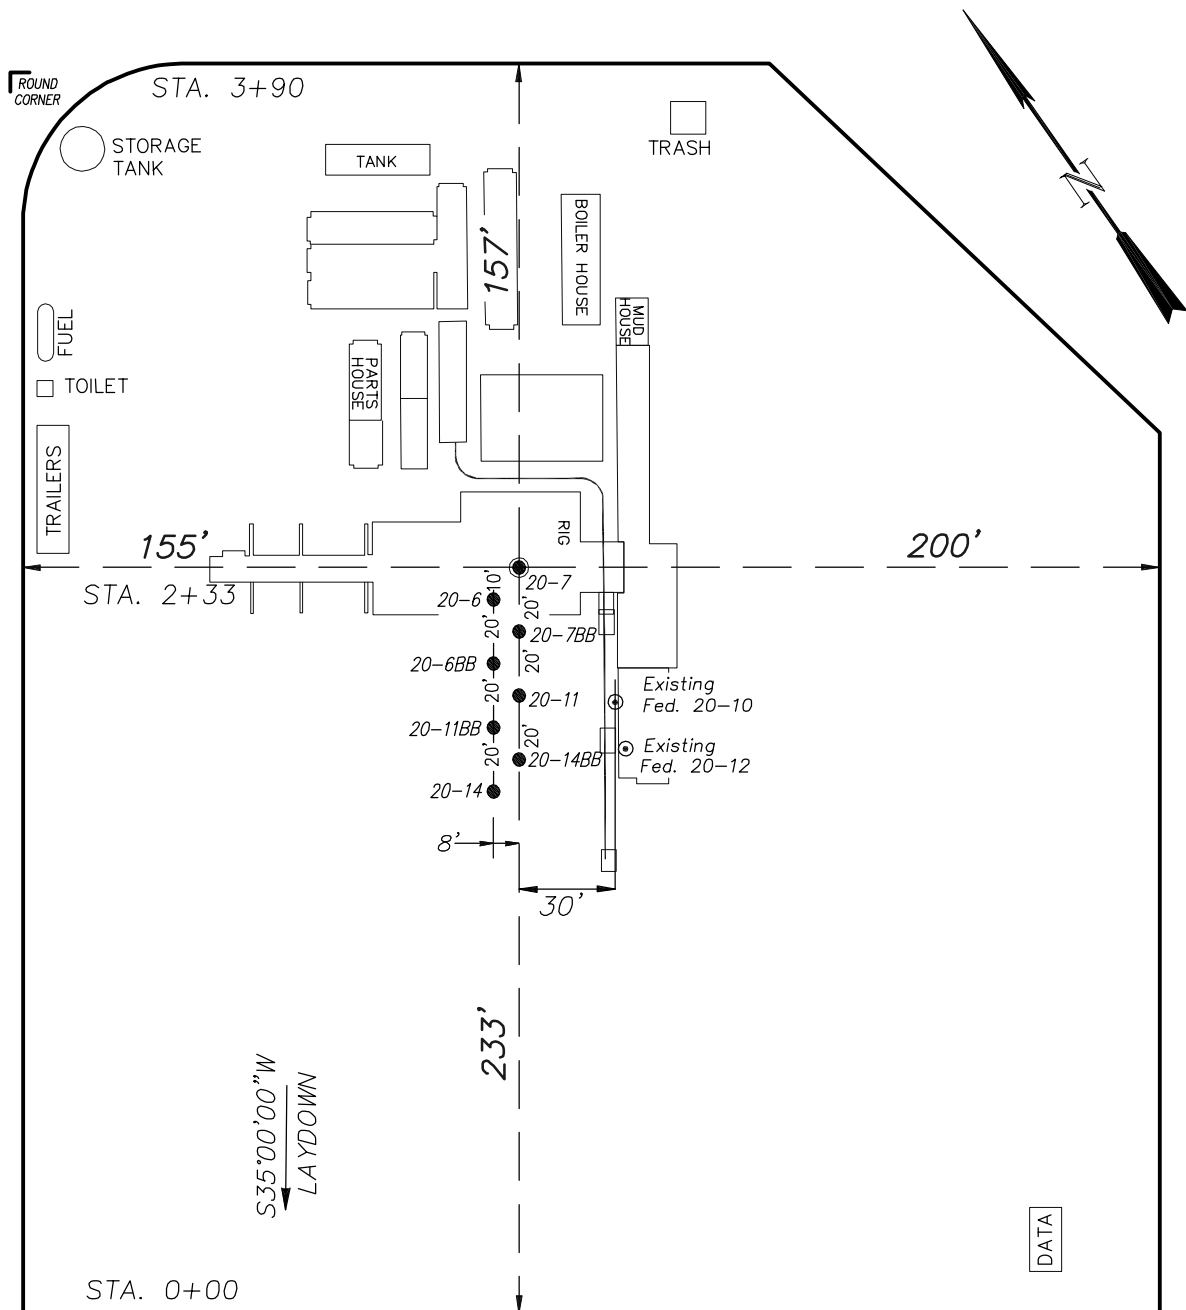 ROUND
CORNER
STA. 3+90
STORAGE
TANK
TANK
TRASH
N
157'
BOILER HOUSE
MUD
HOUSE
FUEL
TOILET
PARTS
HOUSE
TRAILERS
RIG
155'
200'
STA. 2+33
20-7
10'
20-6
20'
20'
20-7BB
20-6BB
20'
20'
20-11
Existing
Fed. 20-10
20-11BB
20'
20'
20-14BB
Existing
Fed. 20-12
20-14
8'
30'
233'
S35°00'00"W
LAYDOWN
DATA
STA. 0+00